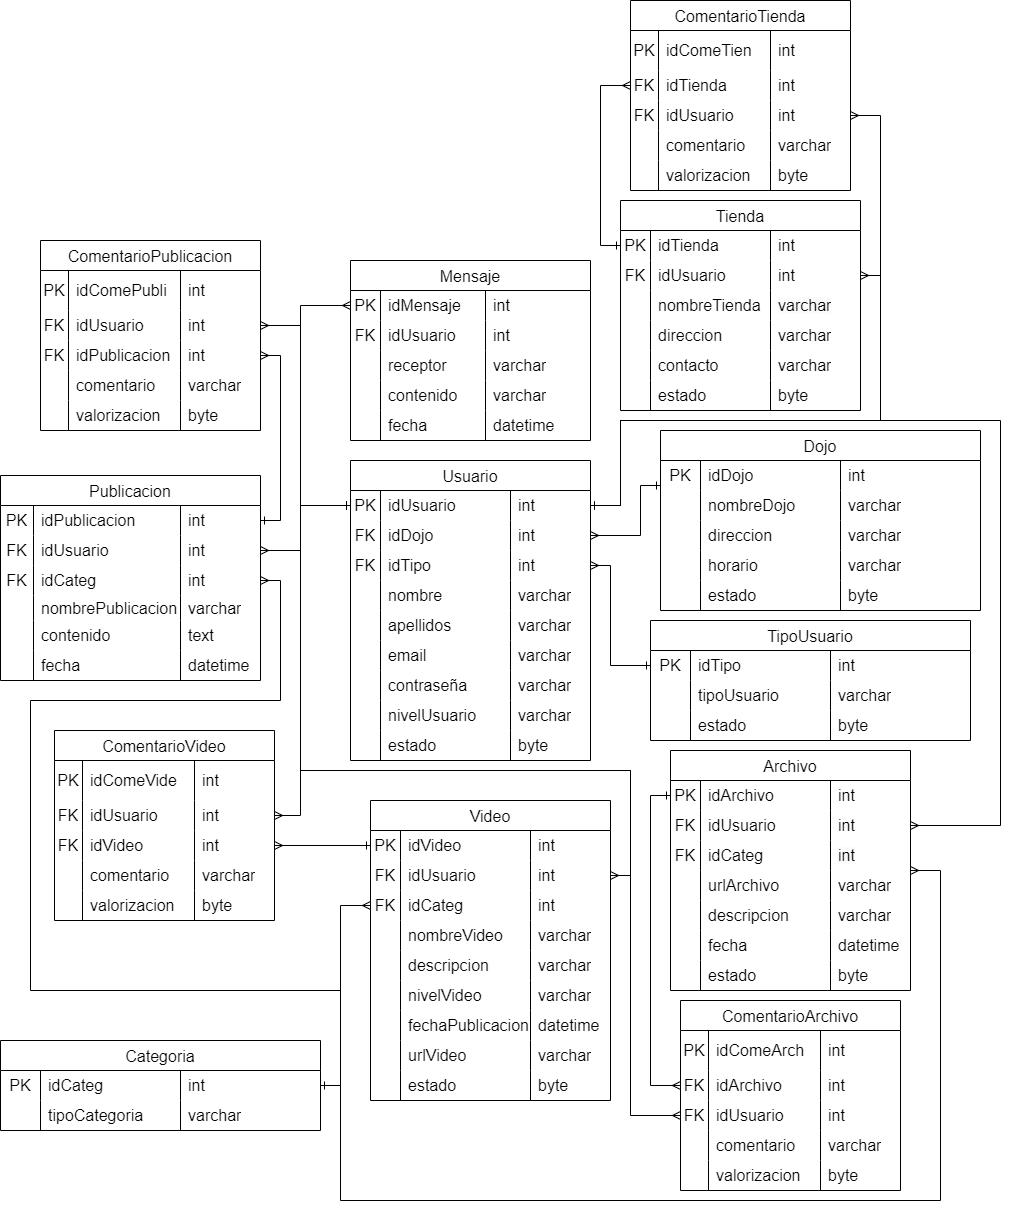 ComentarioTienda
PK idComeTien int
FK idTienda int
FK idUsuario int
comentario varchar
valorizacion byte
Tienda
PK idTienda int
FK idUsuario int
nombreTienda varchar
direccion varchar
contacto varchar
estado byte
ComentarioPublicacion
PK idComePubli int
FK idUsuario int
FK idPublicacion int
comentario varchar
valorizacion byte
Mensaje
PK idMensaje int
FK idUsuario int
receptor varchar
contenido varchar
fecha datetime
Publicacion
PK idPublicacion int
FK idUsuario int
FK idCateg int
nombrePublicacion varchar
contenido text
fecha datetime
Usuario
PK idUsuario int
FK idDojo int
FK idTipo int
nombre varchar
apellidos varchar
email varchar
contraseña varchar
nivelUsuario varchar
estado byte
Dojo
PK idDojo int
nombreDojo varchar
direccion varchar
horario varchar
estado byte
TipoUsuario
PK idTipo int
tipoUsuario varchar
estado byte
ComentarioVideo
PK idComeVide int
FK idUsuario int
FK idVideo int
comentario varchar
valorizacion byte
Video
PK idVideo int
FK idUsuario int
FK idCateg int
nombreVideo varchar
descripcion varchar
nivelVideo varchar
fechaPublicacion datetime
urlVideo varchar
estado byte
Archivo
PK idArchivo int
FK idUsuario int
FK idCateg int
urlArchivo varchar
descripcion varchar
fecha datetime
estado byte
Categoria
PK idCateg int
tipoCategoria varchar
ComentarioArchivo
PK idComeArch int
FK idArchivo int
FK idUsuario int
comentario varchar
valorizacion byte